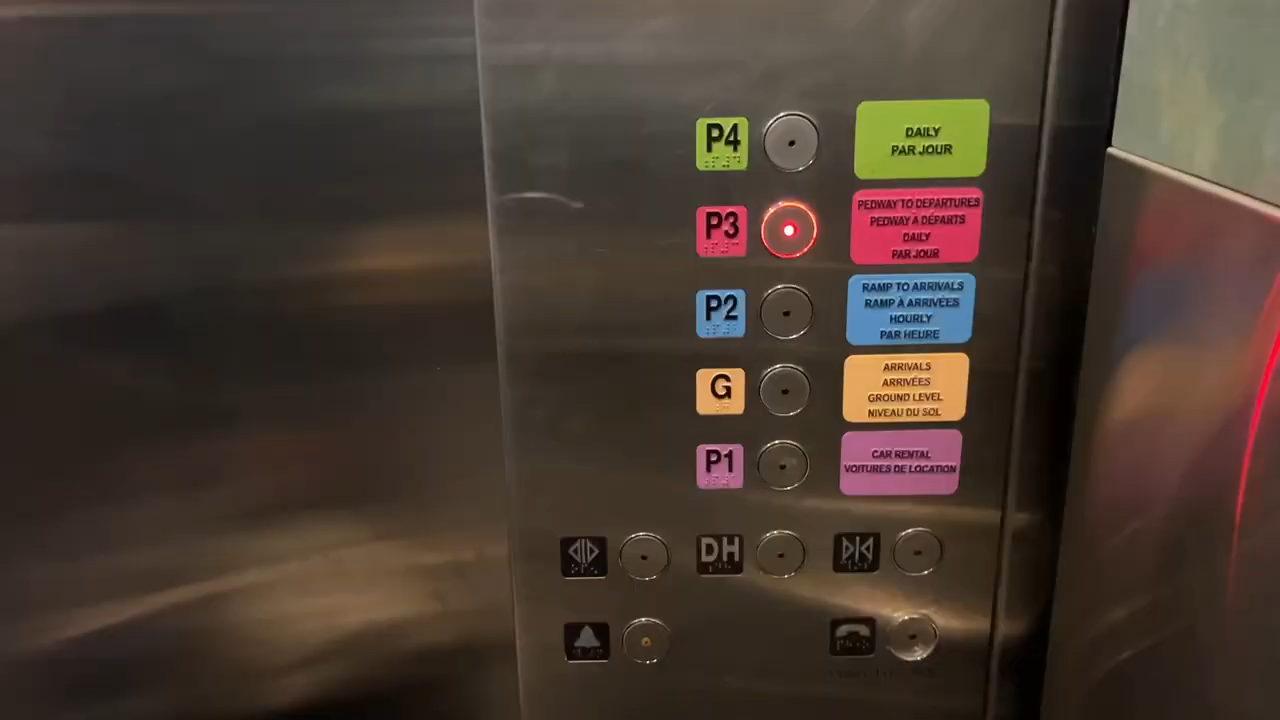 P4
DAILY
PAR JOUR
P3
PEDWAY TO DEPARTURES
PEDWAY À DÉPARTS
DAILY
PAR JOUR
P2
RAMP TO ARRIVALS
RAMP À ARRIVÉES
HOURLY
PAR HEURE
G
ARRIVALS
ARRIVÉES
GROUND LEVEL
NIVEAU DU SOL
P1
CAR RENTAL
VOITURES DE LOCATION
DH